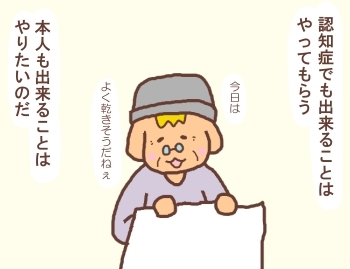 認知症でも出来ることは
やってもらう
今日は
よく乾きそうだねぇ
本人も出来ることは
やりたいのだ